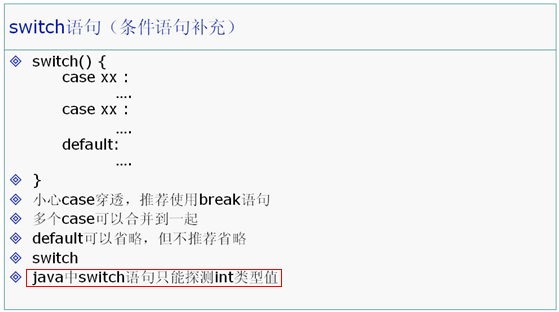 switch语句（条件语句补充）
switch() {
case xx :
….
case xx :
….
default:
….
}
小心case穿透，推荐使用break语句
多个case可以合并到一起
default可以省略，但不推荐省略
switch
java中switch语句只能探测int类型值